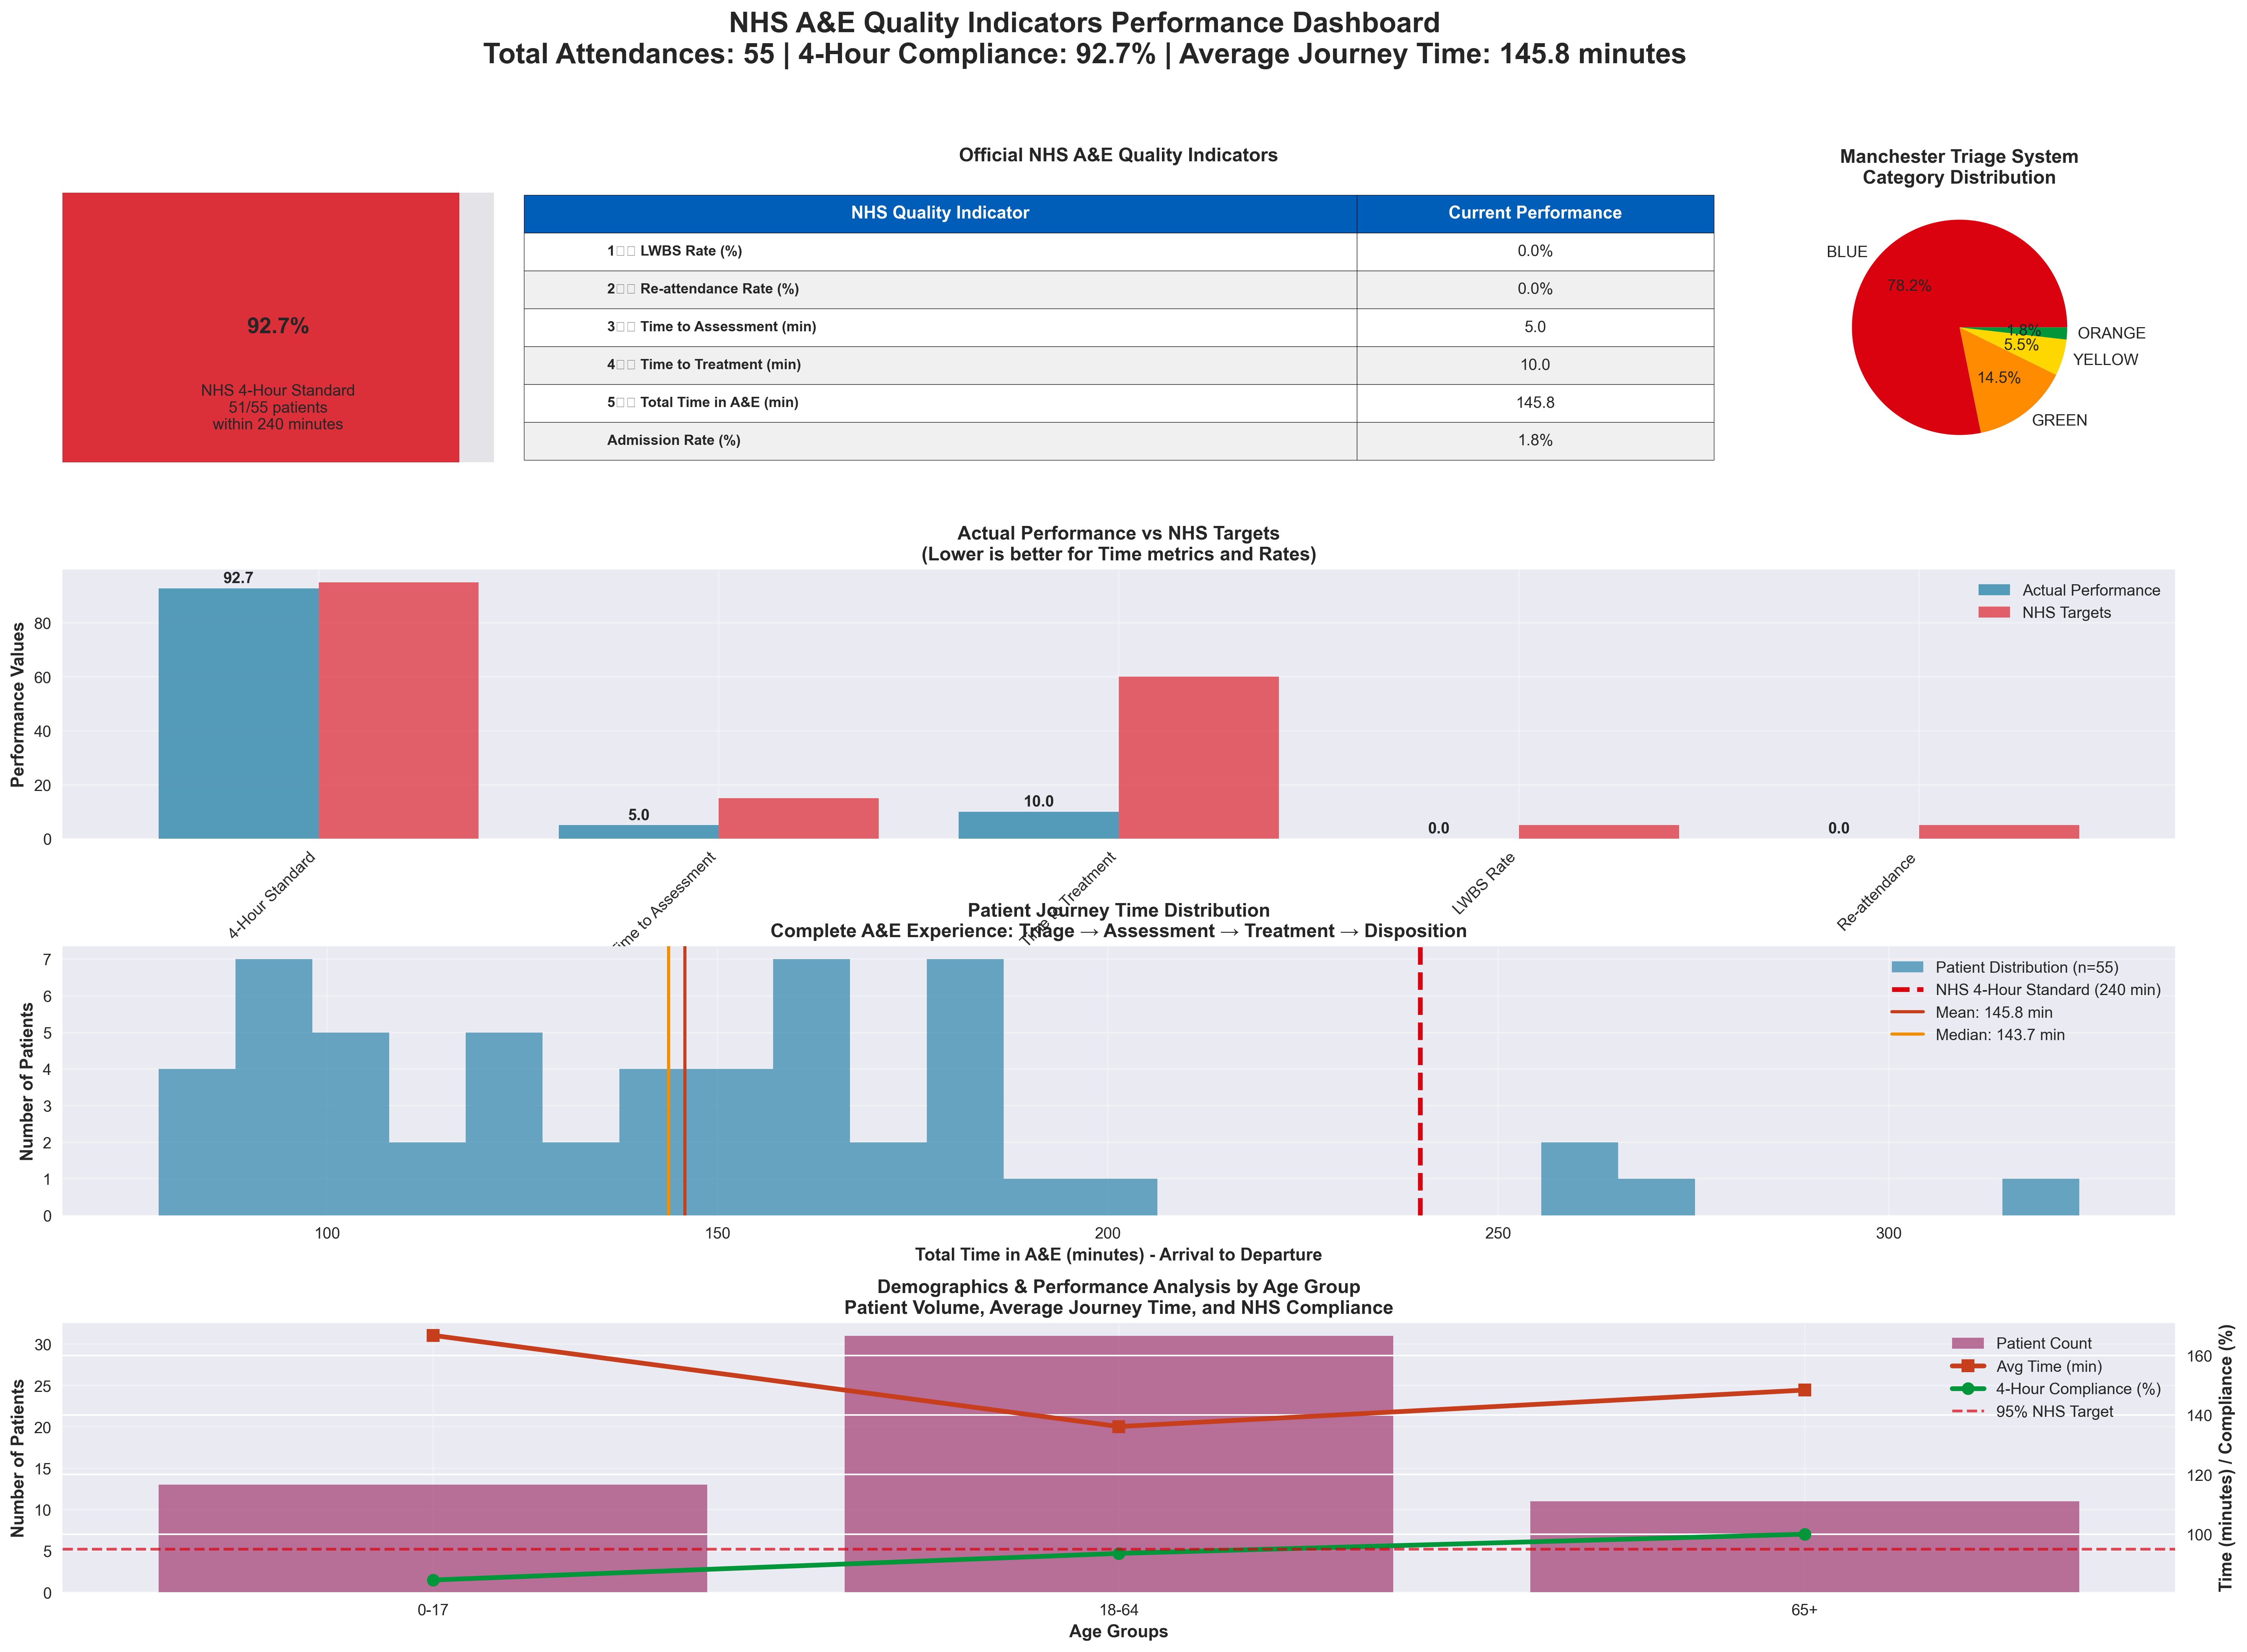 NHS A&E Quality Indicators Performance Dashboard
Total Attendances: 55 | 4-Hour Compliance: 92.7% | Average Journey Time: 145.8 minutes
92.7%
NHS 4-Hour Standard
51/55 patients
within 240 minutes
Official NHS A&E Quality Indicators
NHS Quality Indicator Current Performance
1□□ LWBS Rate (%) 0.0%
2□□ Re-attendance Rate (%) 0.0%
3□□ Time to Assessment (min) 5.0
4□□ Time to Treatment (min) 10.0
5□□ Total Time in A&E (min) 145.8
Admission Rate (%) 1.8%
Manchester Triage System
Category Distribution
BLUE
78.2%
1.8%
ORANGE
5.5%
YELLOW
14.5%
GREEN
Actual Performance vs NHS Targets
(Lower is better for Time metrics and Rates)
Performance Values
80
60
40
20
0
92.7
5.0
10.0
0.0
0.0
Actual Performance
NHS Targets
4-Hour Standard
Time to Assessment
Time to Treatment
LWBS Rate
Re-attendance
Patient Journey Time Distribution
Complete A&E Experience: Triage → Assessment → Treatment → Disposition
Number of Patients
7
6
5
4
3
2
1
0
Patient Distribution (n=55)
NHS 4-Hour Standard (240 min)
Mean: 145.8 min
Median: 143.7 min
100 150 200 250 300
Total Time in A&E (minutes) - Arrival to Departure
Demographics & Performance Analysis by Age Group
Patient Volume, Average Journey Time, and NHS Compliance
Number of Patients
30
25
20
15
10
5
0
Patient Count
Avg Time (min)
4-Hour Compliance (%)
95% NHS Target
160
140
120
100
Time (minutes) / Compliance (%)
0-17 18-64 65+
Age Groups